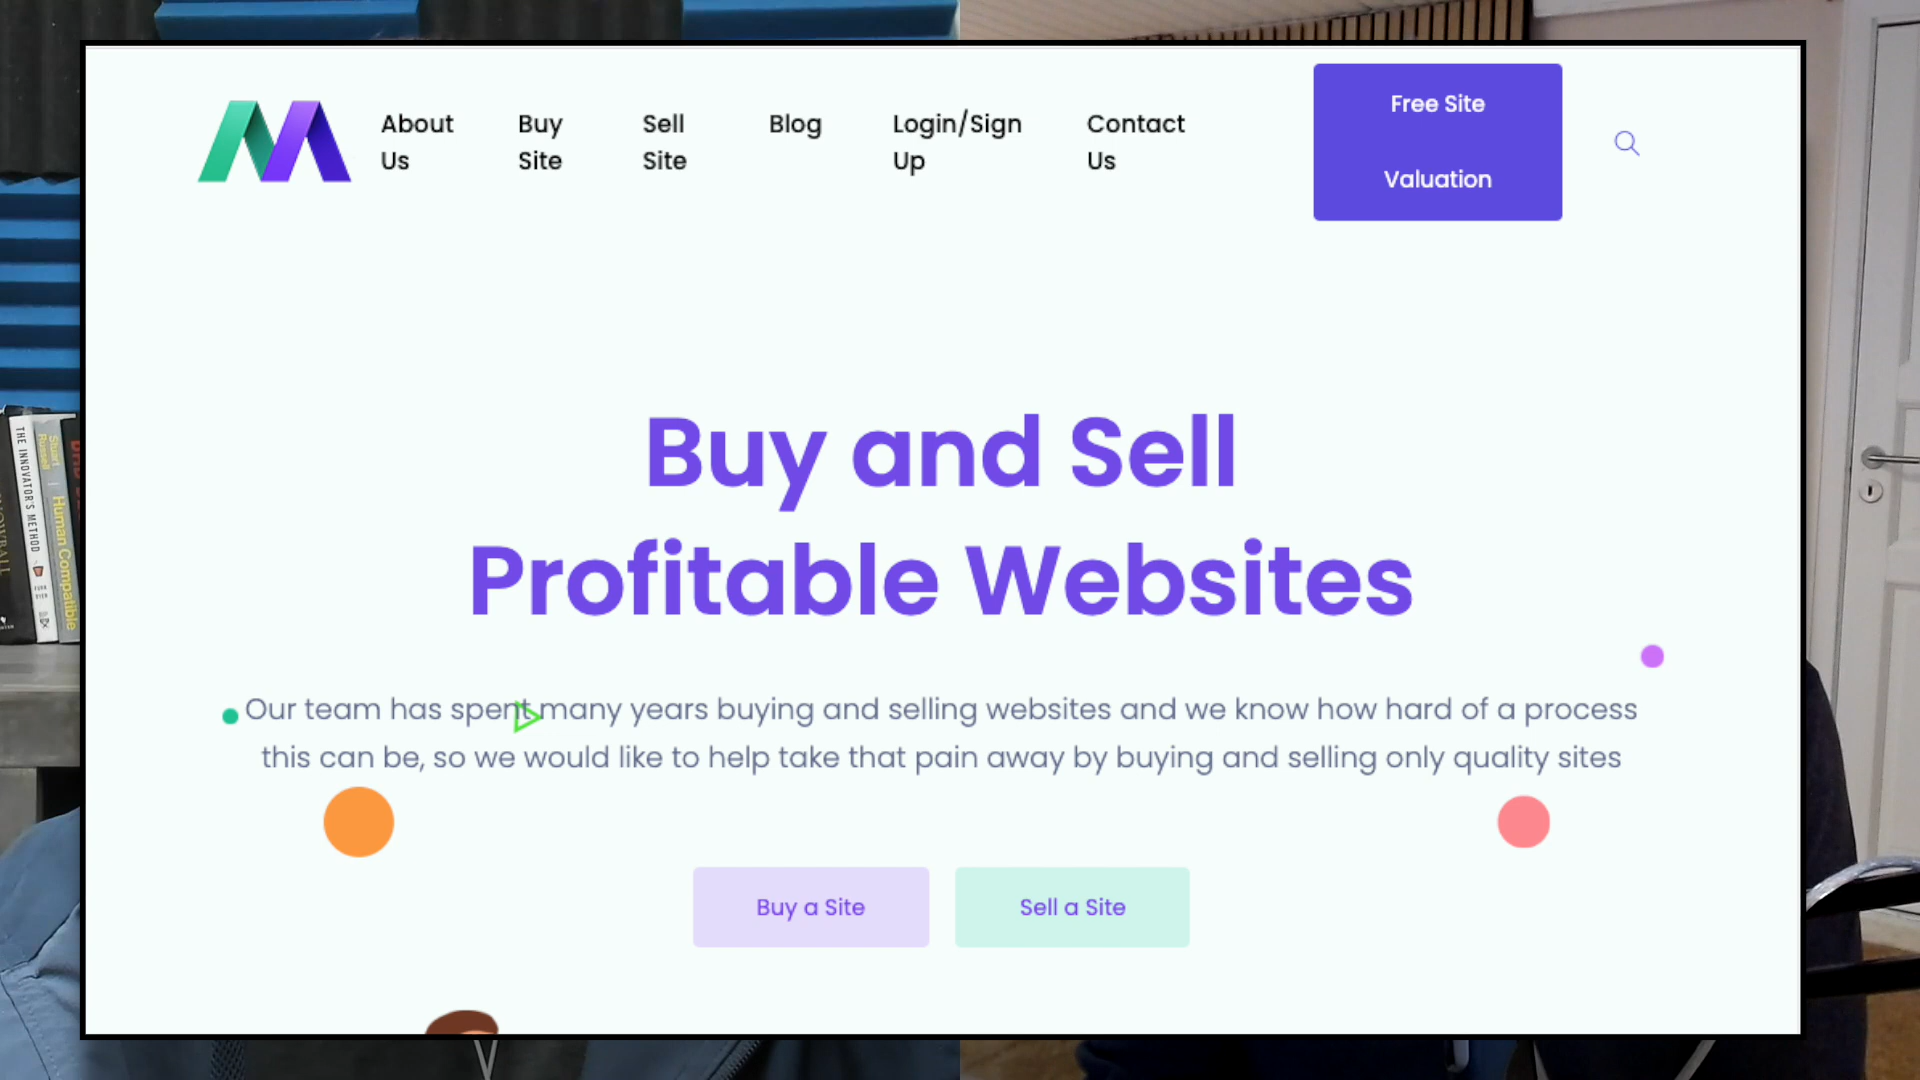 About Us
Buy Site
Sell Site
Blog
Login/Sign Up
Contact Us
Free Site
Valuation
Buy and Sell
Profitable Websites
Our team has spent many years buying and selling websites and we know how hard of a process
this can be, so we would like to help take that pain away by buying and selling only quality sites
Buy a Site
Sell a Site
THE INNOVATOR'S METHOD
Stuart Russell
Human Compatible